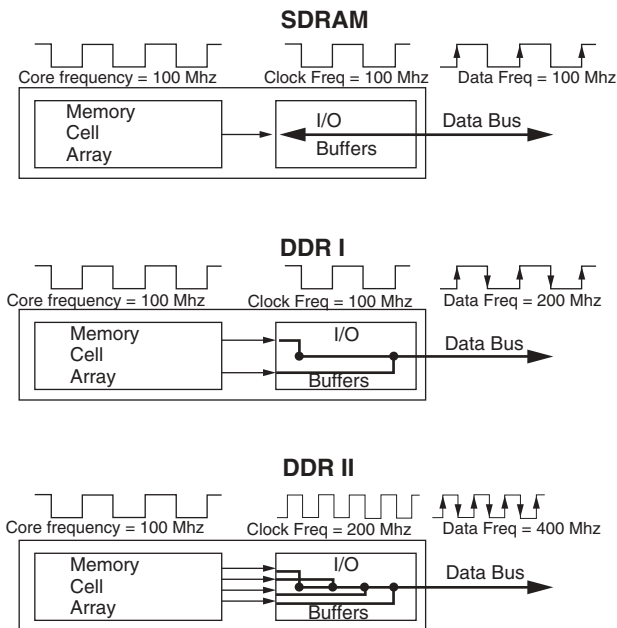 SDRAM
Core frequency = 100 Mhz
Clock Freq = 100 Mhz
Data Freq = 100 Mhz
Memory
Cell
Array
I/O
Buffers
Data Bus
DDR I
Core frequency = 100 Mhz
Clock Freq = 100 Mhz
Data Freq = 200 Mhz
Memory
Cell
Array
I/O
Buffers
Data Bus
DDR II
Core frequency = 100 Mhz
Clock Freq = 200 Mhz
Data Freq = 400 Mhz
Memory
Cell
Array
I/O
Buffers
Data Bus